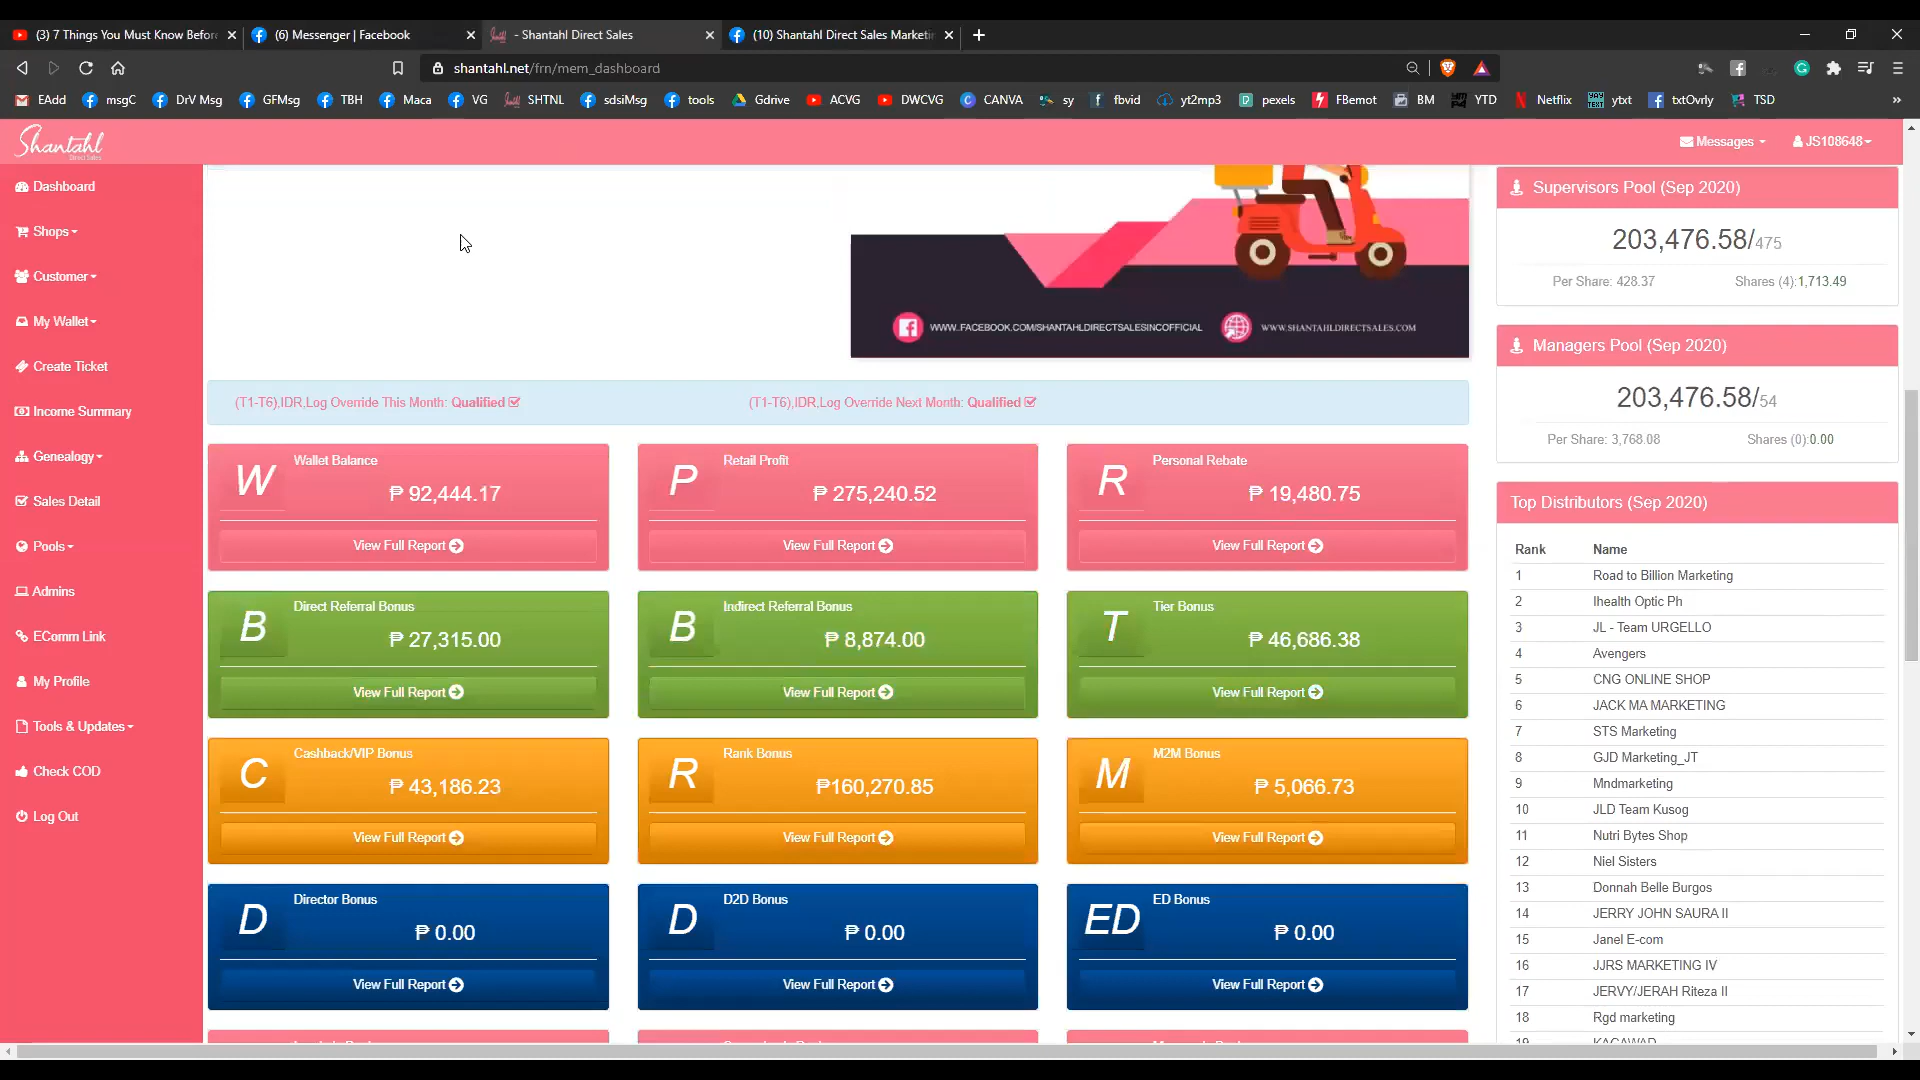 (3) 7 Things You Must Know Before
(6) Messenger | Facebook
- Shantahl Direct Sales
(10) Shantahl Direct Sales Marketin
shantahl.net/frn/mem_dashboard
EAdd
msgC
DrV Msg
GFMsg
TBH
Maca
VG
SHTNL
sdsiMsg
tools
Gdrive
ACVG
DWCVG
CANVA
sy
fbvid
yt2mp3
pexels
FBemot
BM
YTD
Netflix
ytxt
txtOvrly
TSD
Shantahl
Direct Sales
Messages
JS108648
Dashboard
Shops
Customer
My Wallet
Create Ticket
Income Summary
Genealogy
Sales Detail
Pools
Admins
EComm Link
My Profile
Tools & Updates
Check COD
Log Out
WWW.FACEBOOK.COM/SHANTAHLDIRECTSALESINCOFFICIAL
WWW.SHANTAHLDIRECTSALES.COM
(T1-T6),IDR,Log Override This Month: Qualified
(T1-T6),IDR,Log Override Next Month: Qualified
W
Wallet Balance
₱ 92,444.17
View Full Report
P
Retail Profit
₱ 275,240.52
View Full Report
R
Personal Rebate
₱ 19,480.75
View Full Report
B
Direct Referral Bonus
₱ 27,315.00
View Full Report
B
Indirect Referral Bonus
₱ 8,874.00
View Full Report
T
Tier Bonus
₱ 46,686.38
View Full Report
C
Cashback/VIP Bonus
₱ 43,186.23
View Full Report
R
Rank Bonus
₱160,270.85
View Full Report
M
M2M Bonus
₱ 5,066.73
View Full Report
D
Director Bonus
₱ 0.00
View Full Report
D
D2D Bonus
₱ 0.00
View Full Report
ED
ED Bonus
₱ 0.00
View Full Report
Supervisors Pool (Sep 2020)
203,476.58/475
Per Share: 428.37
Shares (4):1,713.49
Managers Pool (Sep 2020)
203,476.58/54
Per Share: 3,768.08
Shares (0):0.00
Top Distributors (Sep 2020)
Rank Name
1 Road to Billion Marketing
2 Ihealth Optic Ph
3 JL - Team URGELLO
4 Avengers
5 CNG ONLINE SHOP
6 JACK MA MARKETING
7 STS Marketing
8 GJD Marketing_JT
9 Mndmarketing
10 JLD Team Kusog
11 Nutri Bytes Shop
12 Niel Sisters
13 Donnah Belle Burgos
14 JERRY JOHN SAURA II
15 Janel E-com
16 JJRS MARKETING IV
17 JERVY/JERAH Riteza II
18 Rgd marketing
19 KAGAWAD